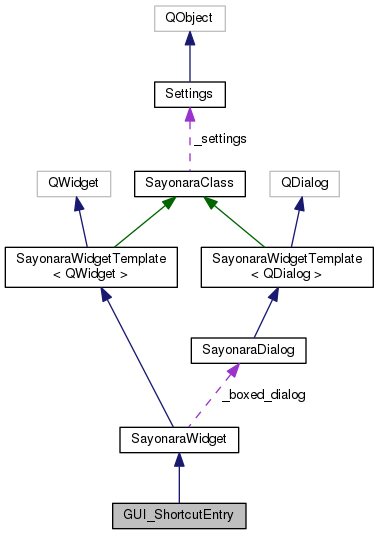 QObject
Settings
_settings
QWidget
SayonaraClass
QDialog
SayonaraWidgetTemplate
< QWidget >
SayonaraWidgetTemplate
< QDialog >
SayonaraDialog
_boxed_dialog
SayonaraWidget
GUI_ShortcutEntry